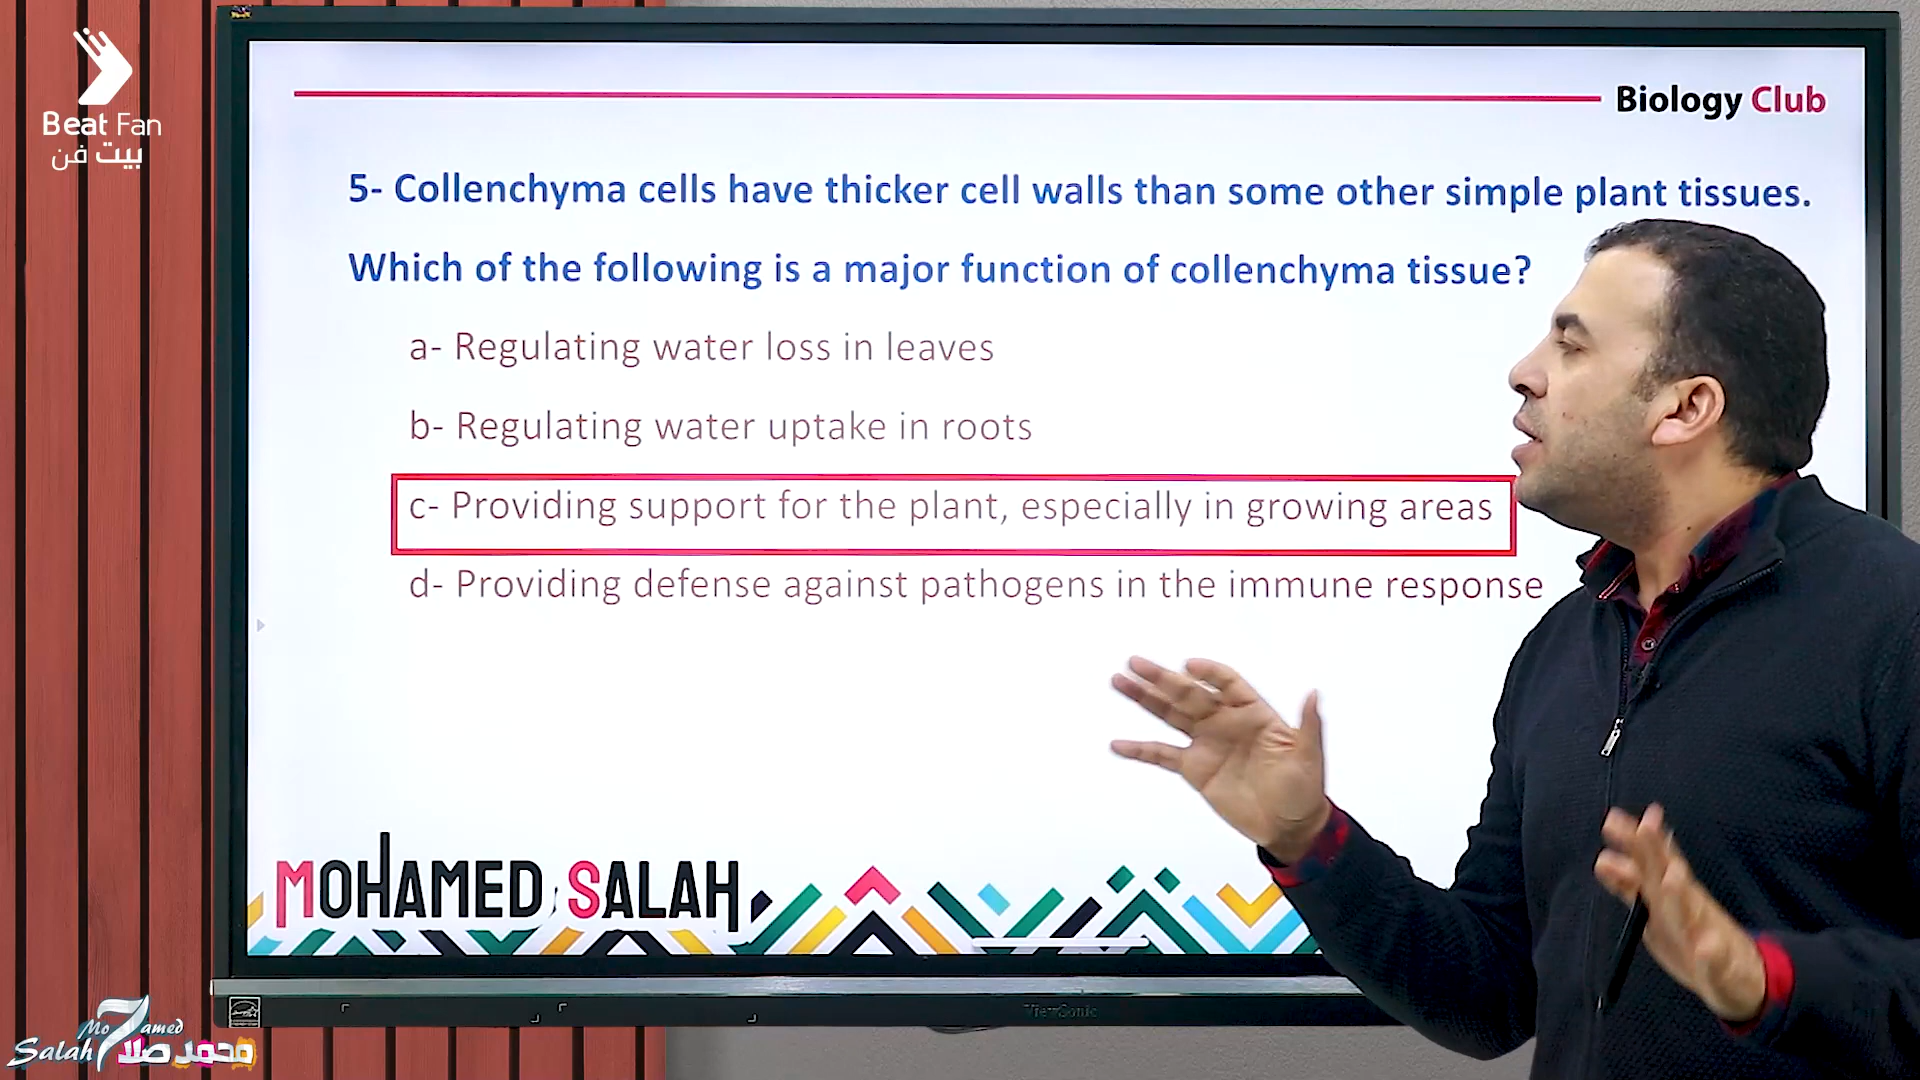 Beat Fan
بيت فن
Biology Club
5- Collenchyma cells have thicker cell walls than some other simple plant tissues.
Which of the following is a major function of collenchyma tissue?
a- Regulating water loss in leaves
b- Regulating water uptake in roots
c- Providing support for the plant, especially in growing areas
d- Providing defense against pathogens in the immune response
MOHAMED SALAH
ViewSonic
Mo7amed
Salah محمد صلاح